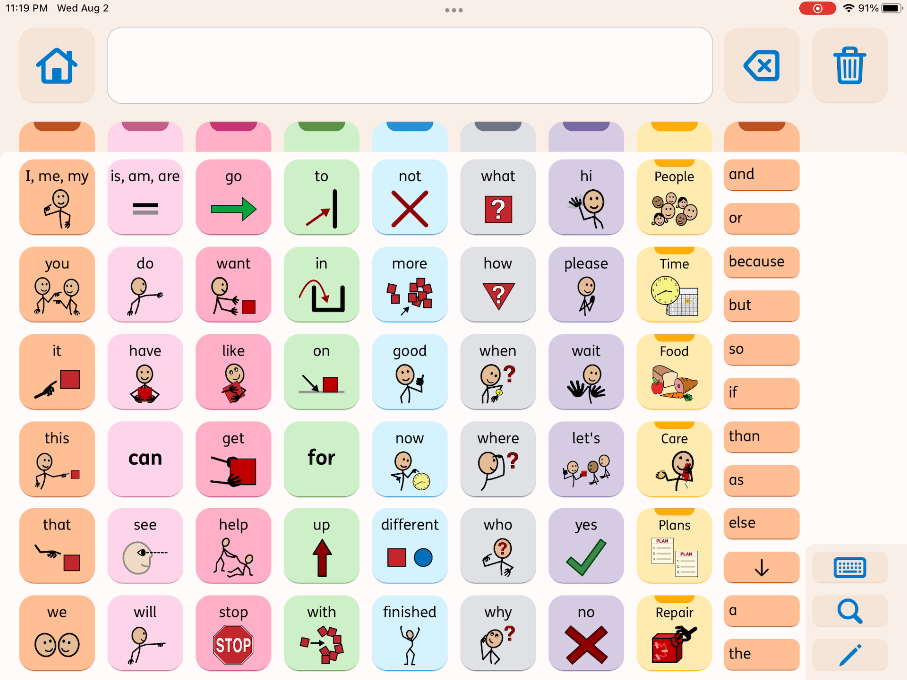 11:19 PM Wed Aug 2
91%
I, me, my is, am, are go to not what hi People and
or
you do want in more how please Time because
but
it have like on good when wait Food so
if
this can get for now where let's Care than
as
that see help up different who yes Plans else
PLAN
PLAN
we will stop with finished why no Repair a
STOP
the